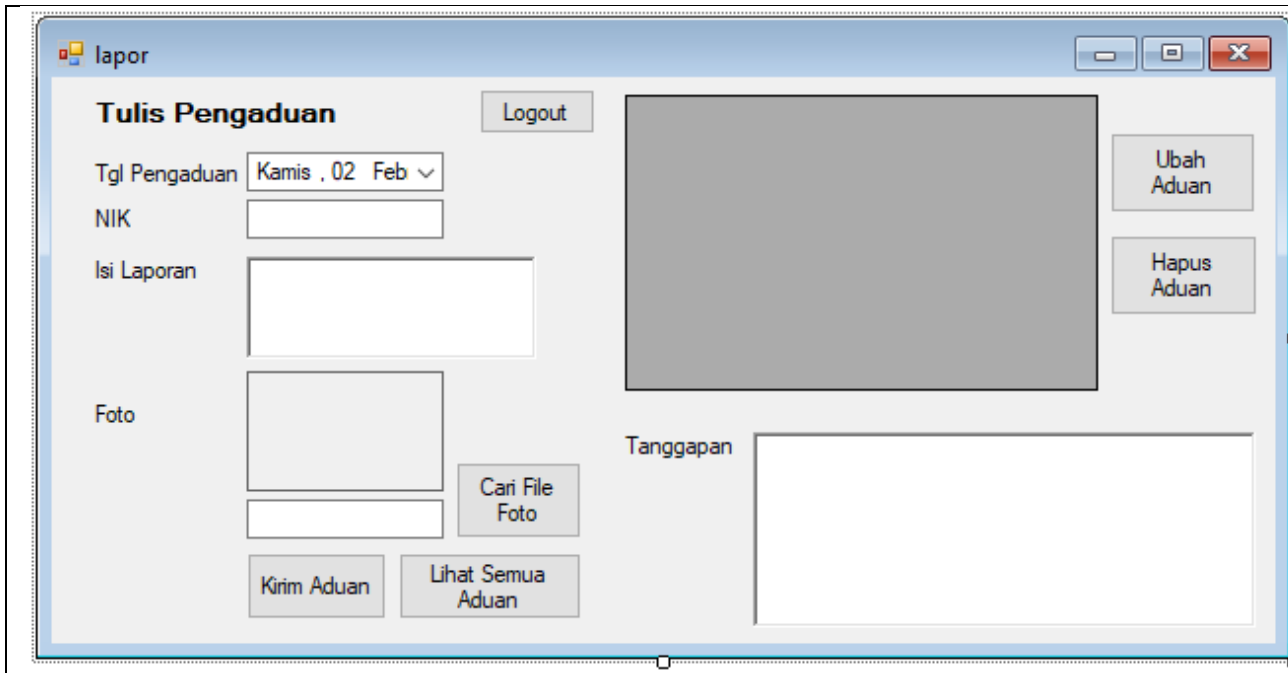 lapor
Tulis Pengaduan
Logout
Tgl Pengaduan
Kamis , 02 Feb
NIK
Isi Laporan
Foto
Cari File
Foto
Kirim Aduan
Lihat Semua
Aduan
Ubah
Aduan
Hapus
Aduan
Tanggapan